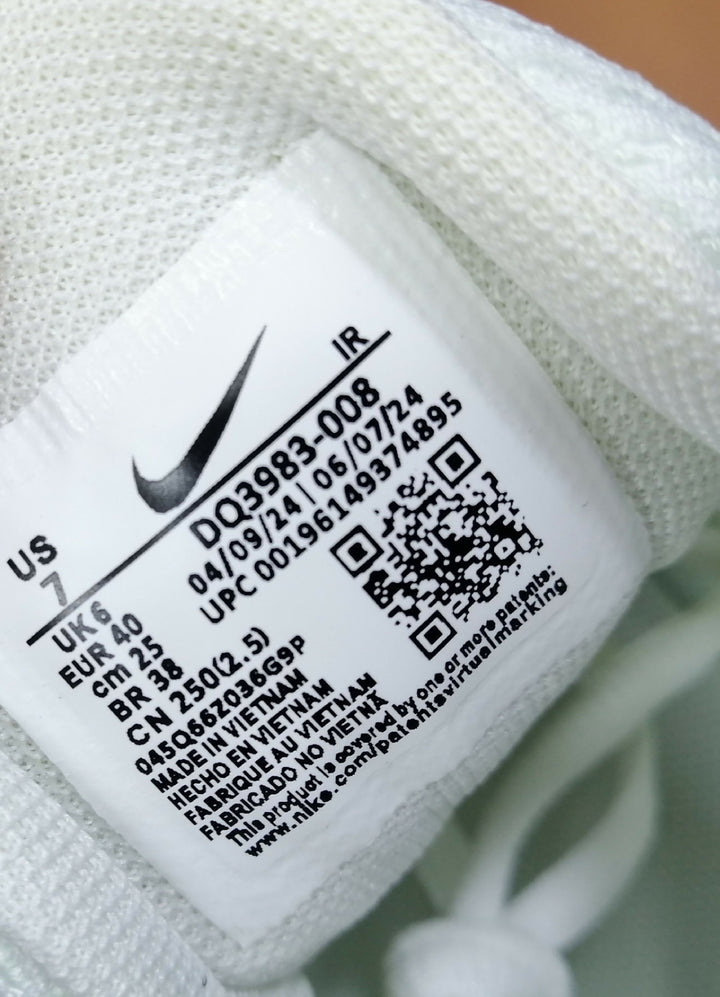 IR
US
7
DQ3983-008
04/09/24 | 06/07/24
UPC 00196149374895
UK 6
EUR 40
cm 25
BR 38
CN 250(2.5)
045Q66Z036G9P
MADE IN VIETNAM
HECHO EN VIETNAM
FABRIQUE AU VIETNAM
FABRICADO NO VIETNÃ
This product is covered by one or more patents:
www.nike.com/patentsvirtualmarking